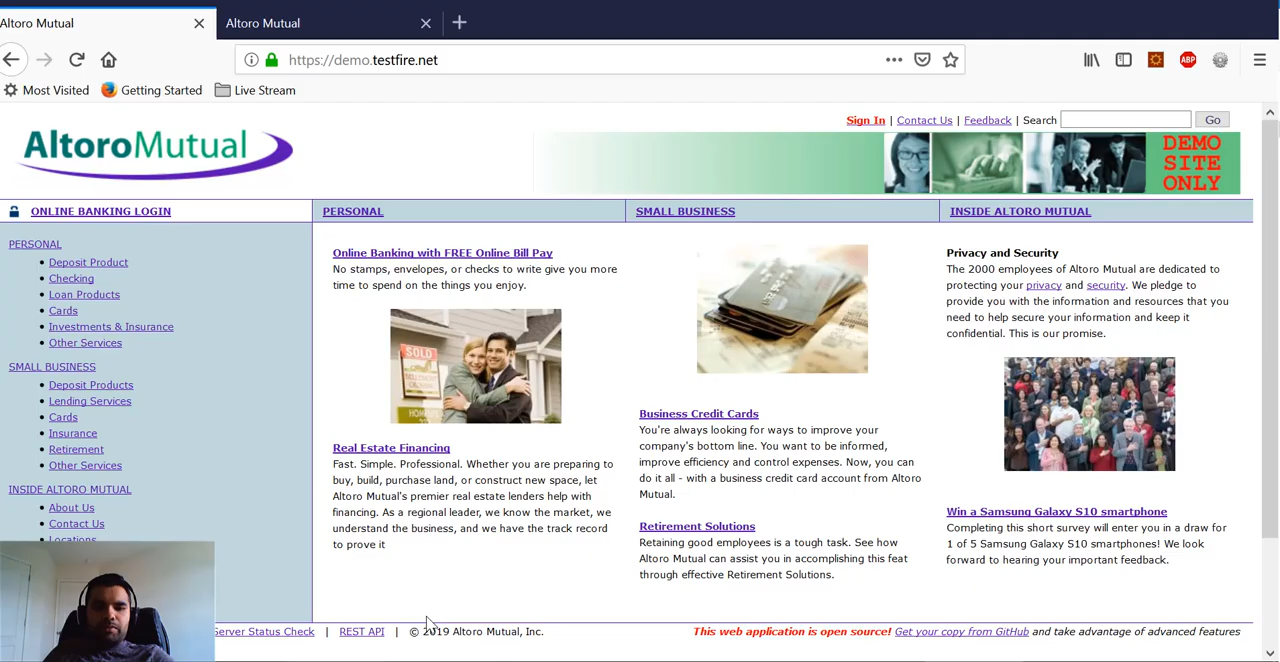 Altoro Mutual
Altoro Mutual
https://demo.testfire.net
ABP
Most Visited
Getting Started
Live Stream
Sign In | Contact Us | Feedback | Search
Go
AltoroMutual
DEMO
SITE
ONLY
ONLINE BANKING LOGIN
PERSONAL
SMALL BUSINESS
INSIDE ALTORO MUTUAL
PERSONAL
Deposit Product
Checking
Loan Products
Cards
Investments & Insurance
Other Services
SMALL BUSINESS
Deposit Products
Lending Services
Cards
Insurance
Retirement
Other Services
INSIDE ALTORO MUTUAL
About Us
Contact Us
Locations
Online Banking with FREE Online Bill Pay
No stamps, envelopes, or checks to write give you more
time to spend on the things you enjoy.
SOLD
Real Estate Financing
Fast. Simple. Professional. Whether you are preparing to
buy, build, purchase land, or construct new space, let
Altoro Mutual's premier real estate lenders help with
financing. As a regional leader, we know the market, we
understand the business, and we have the track record
to prove it
Business Credit Cards
You're always looking for ways to improve your
company's bottom line. You want to be informed,
improve efficiency and control expenses. Now, you can
do it all - with a business credit card account from Altoro
Mutual.
Retirement Solutions
Retaining good employees is a tough task. See how
Altoro Mutual can assist you in accomplishing this feat
through effective Retirement Solutions.
Privacy and Security
The 2000 employees of Altoro Mutual are dedicated to
protecting your privacy and security. We pledge to
provide you with the information and resources that you
need to help secure your information and keep it
confidential. This is our promise.
Win a Samsung Galaxy S10 smartphone
Completing this short survey will enter you in a draw for
1 of 5 Samsung Galaxy S10 smartphones! We look
forward to hearing your important feedback.
Server Status Check | REST API | © 2019 Altoro Mutual, Inc.
This web application is open source! Get your copy from GitHub and take advantage of advanced features